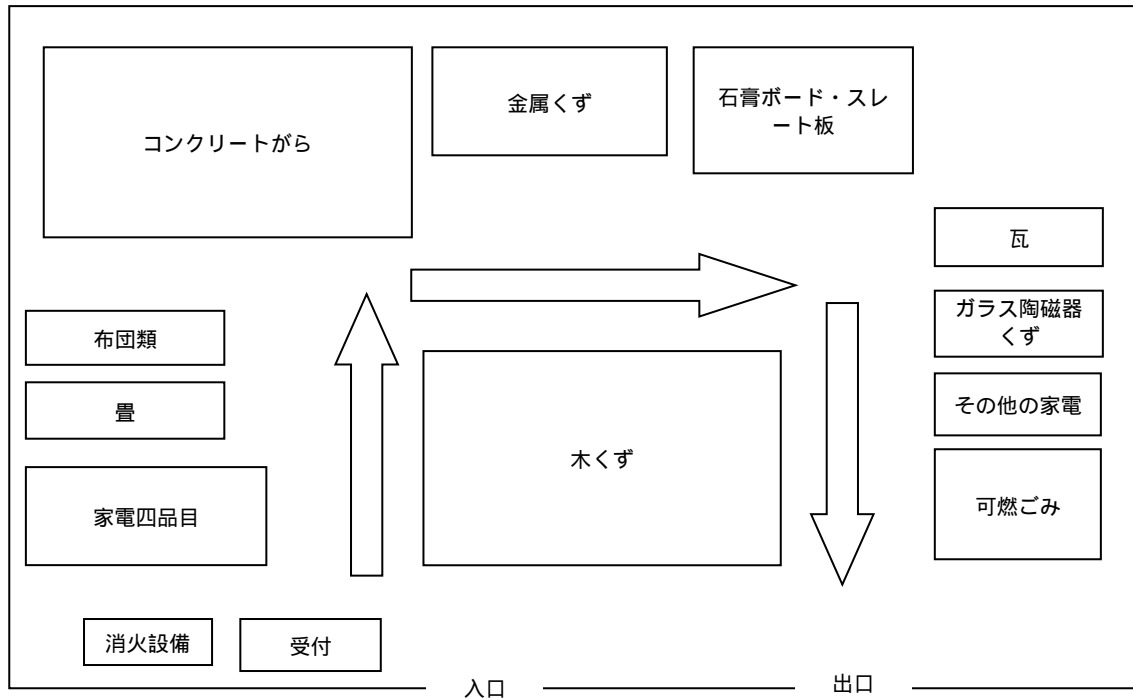 コンクリートがら
金属くず
石膏ボード・スレ
ート板
瓦
ガラス陶磁器
くず
布団類
その他の家電
畳
木くず
家電四品目
可燃ごみ
消火設備
受付
入口
出口